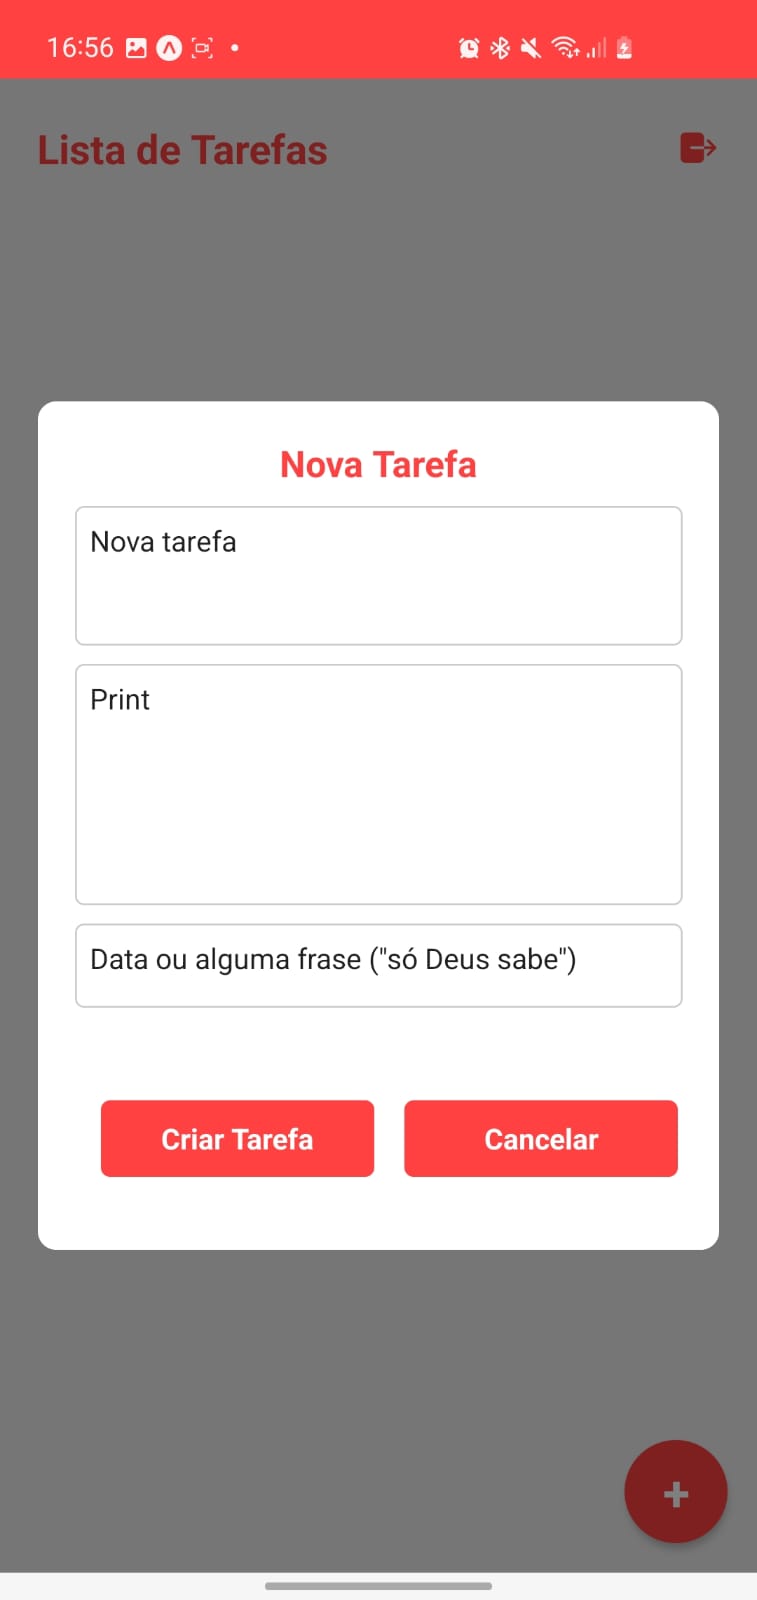 16:56
Lista de Tarefas
Nova Tarefa
Nova tarefa
Print
Data ou alguma frase ("só Deus sabe")
Criar Tarefa
Cancelar
+